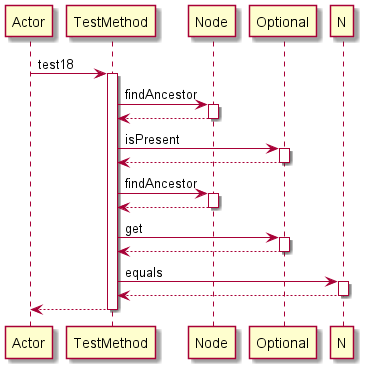 Actor TestMethod Node Optional N
test18
findAncestor
isPresent
findAncestor
get
equals
Actor TestMethod Node Optional N